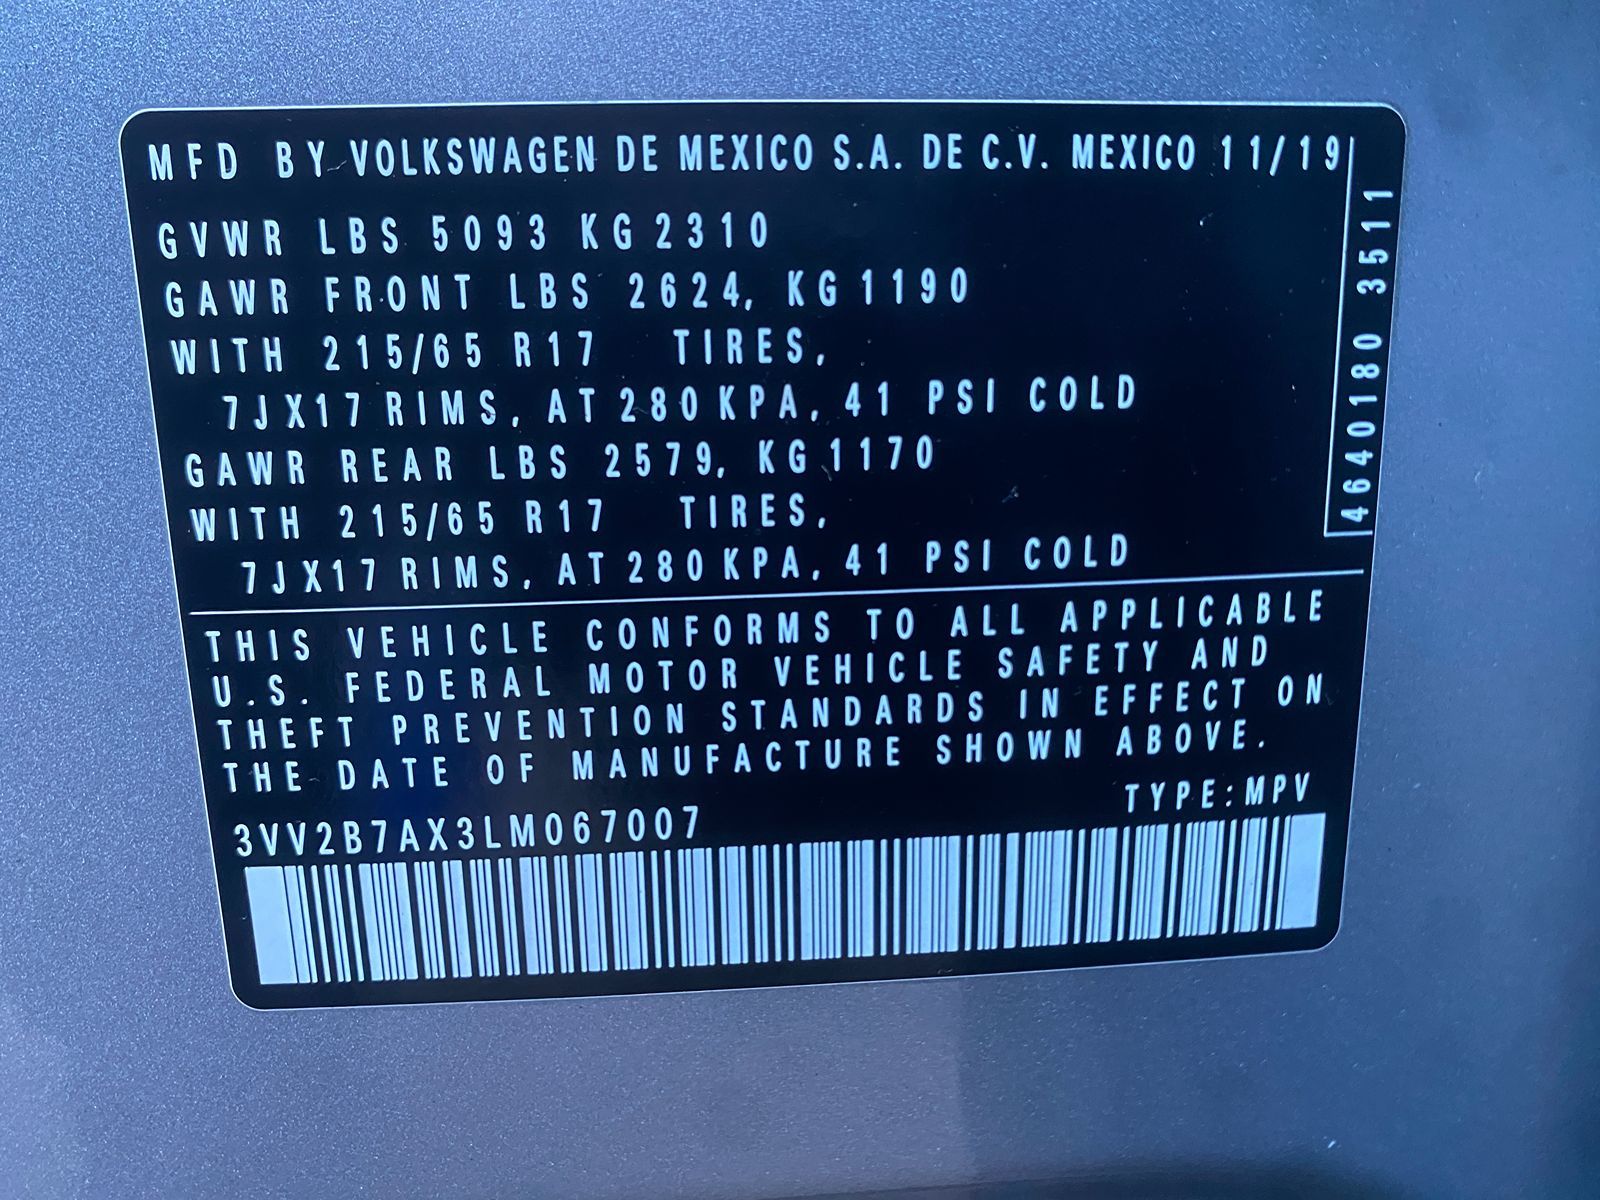 MFD BY VOLKSWAGEN DE MEXICO S.A. DE C.V. MEXICO 11/19
GVWR LBS 5093 KG 2310
GAWR FRONT LBS 2624, KG 1190
WITH 215/65 R17 TIRES,
7JX17 RIMS, AT 280 KPA, 41 PSI COLD
GAWR REAR LBS 2579, KG 1170
WITH 215/65 R17 TIRES,
7JX17 RIMS, AT 280 KPA, 41 PSI COLD
4640180 3511
THIS VEHICLE CONFORMS TO ALL APPLICABLE
U.S. FEDERAL MOTOR VEHICLE SAFETY AND
THEFT PREVENTION STANDARDS IN EFFECT ON
THE DATE OF MANUFACTURE SHOWN ABOVE.
TYPE:MPV
3VV2B7AX3LM067007